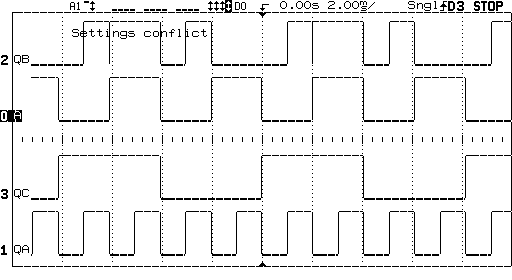 A1 D0 0.00s 2.00 Sngl D3 STOP
Settings conflict
2 QB
0 A
3 QC
1 QA